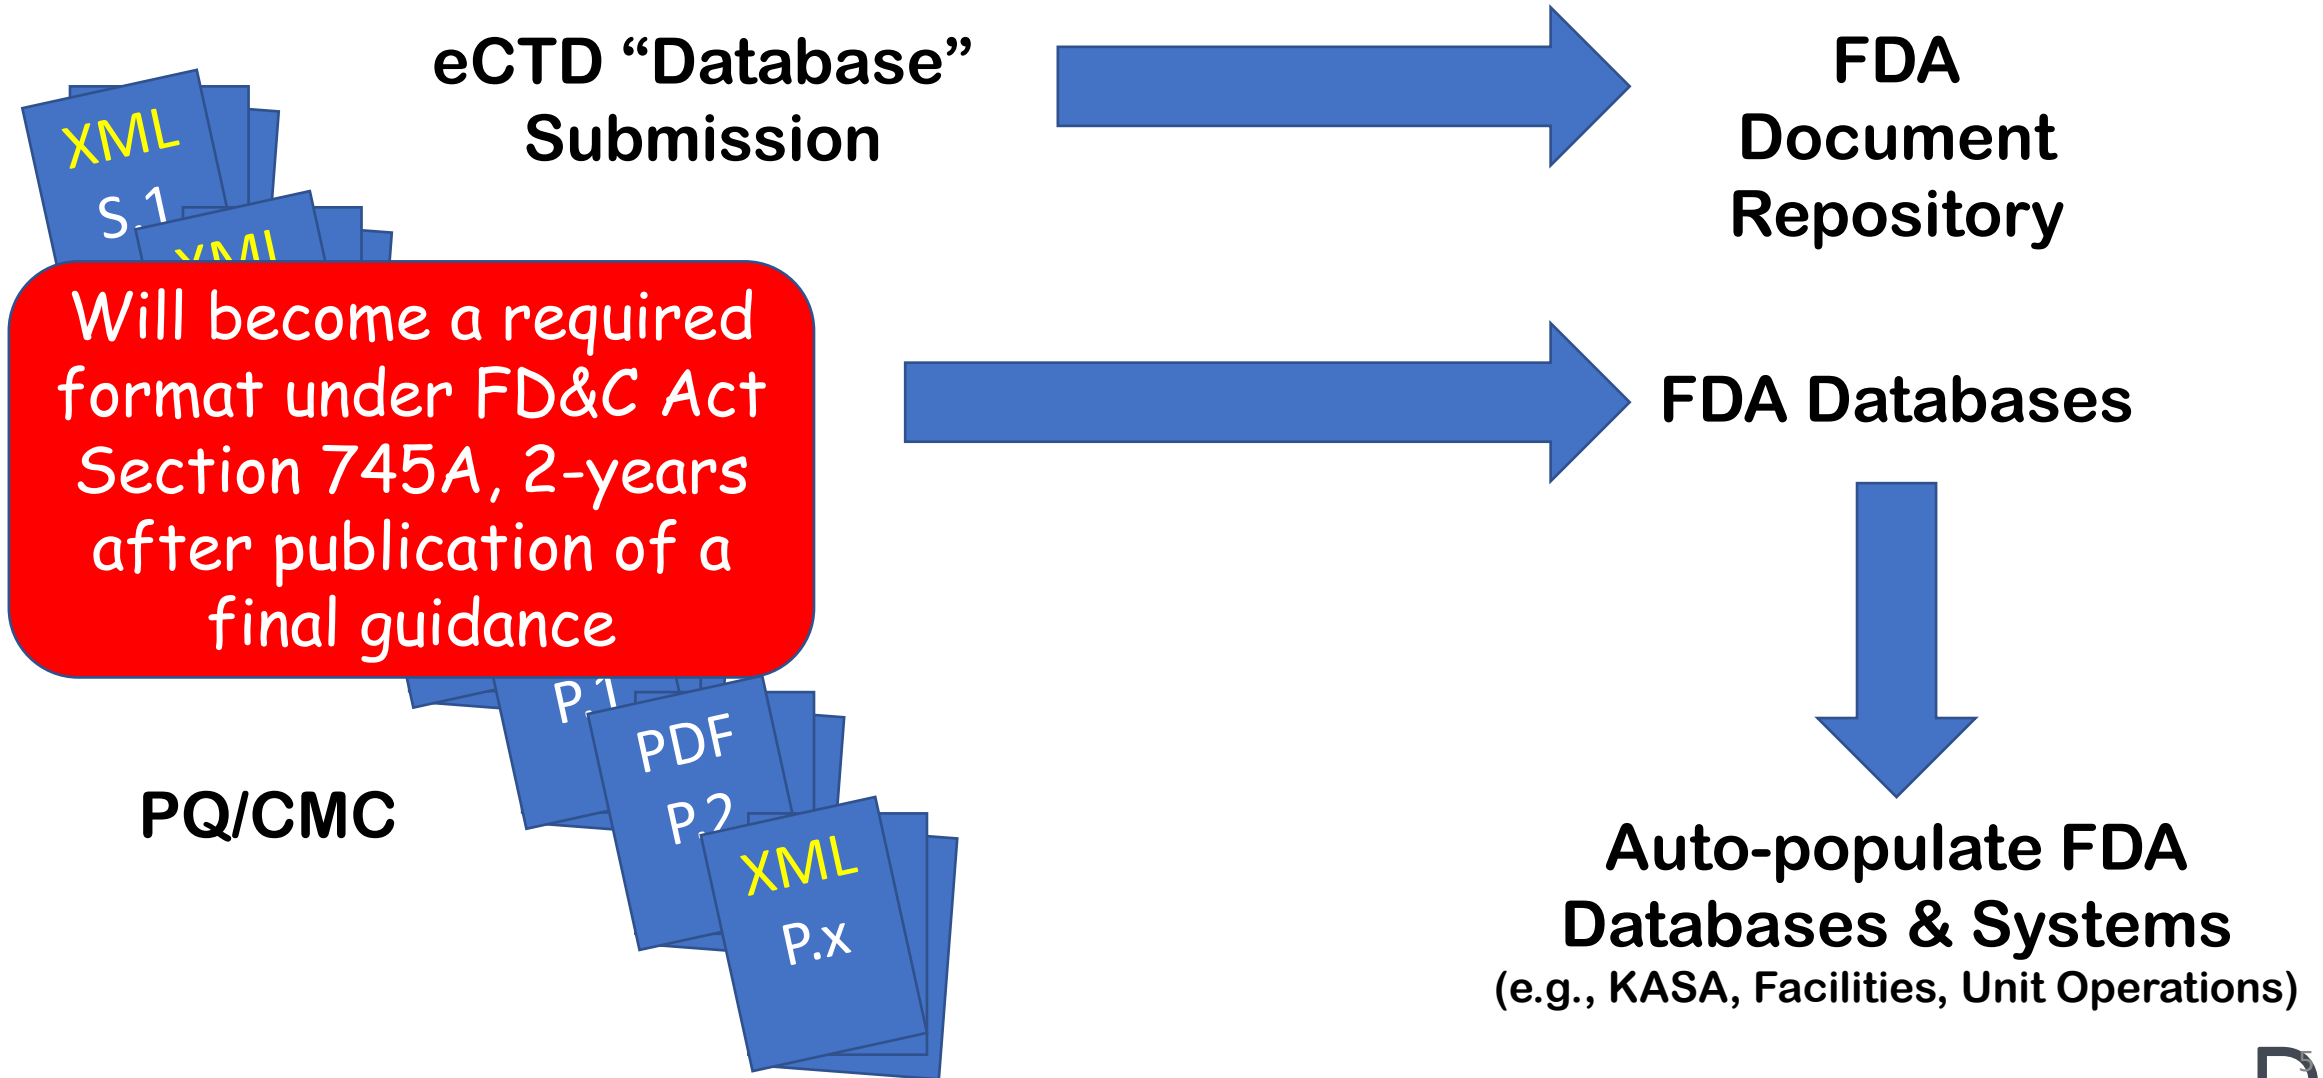 eCTD “Database”
Submission
FDA
Document
Repository
XML
S.1
XML
Will become a required
format under FD&C Act
Section 745A, 2-years
after publication of a
final guidance
FDA Databases
P.1
PDF
P.2
PQ/CMC
XML
P.x
Auto-populate FDA
Databases & Systems
(e.g., KASA, Facilities, Unit Operations)
5